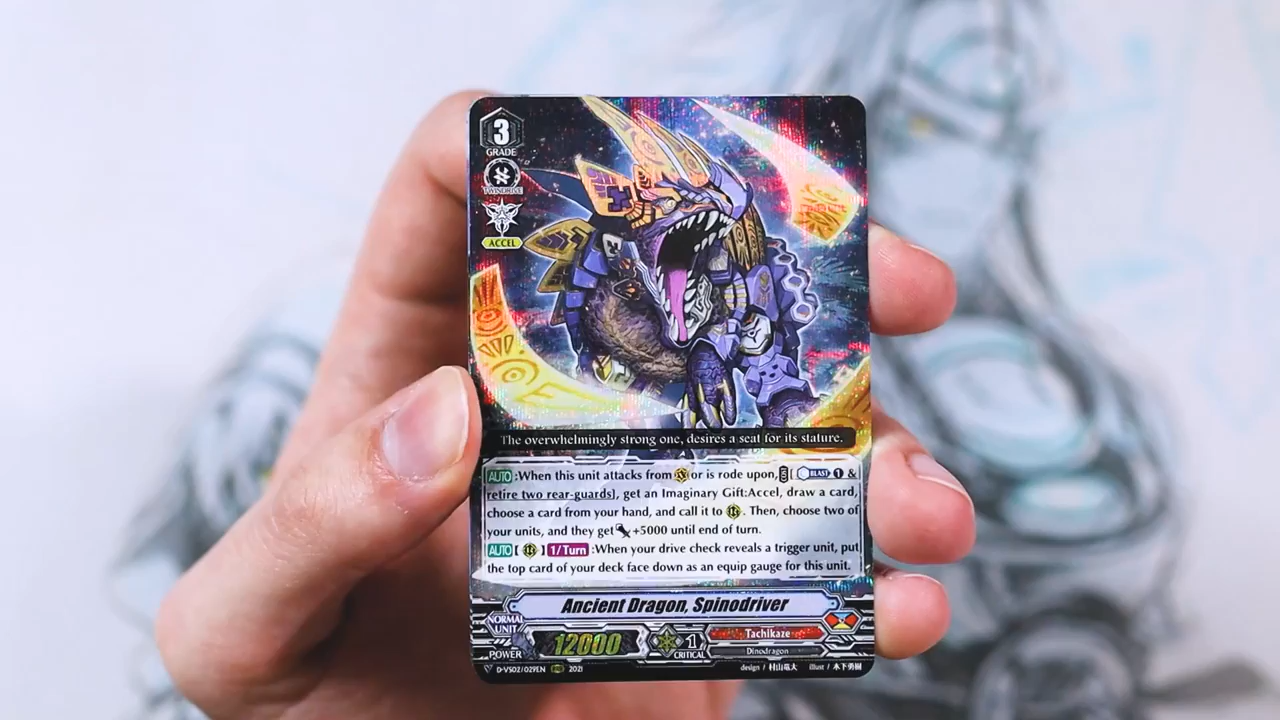 3
GRADE
TWINDRIVE
ACCEL
The overwhelmingly strong one, desires a seat for its stature.
AUTO :When this unit attacks from or is rode upon, [ BLAST 1 &
retire two rear-guards], get an Imaginary Gift:Accel, draw a card,
choose a card from your hand, and call it to . Then, choose two of
your units, and they get +5000 until end of turn.
AUTO [ ] 1/Turn :When your drive check reveals a trigger unit, put
the top card of your deck face down as an equip gauge for this unit.
Ancient Dragon, Spinodriver
NORMAL UNIT
POWER 12000 1 CRITICAL
Tachikaze
Dinodragon
D-VS02/029EN RRR 2021 design / 村山竜大 illust / 木下勇樹